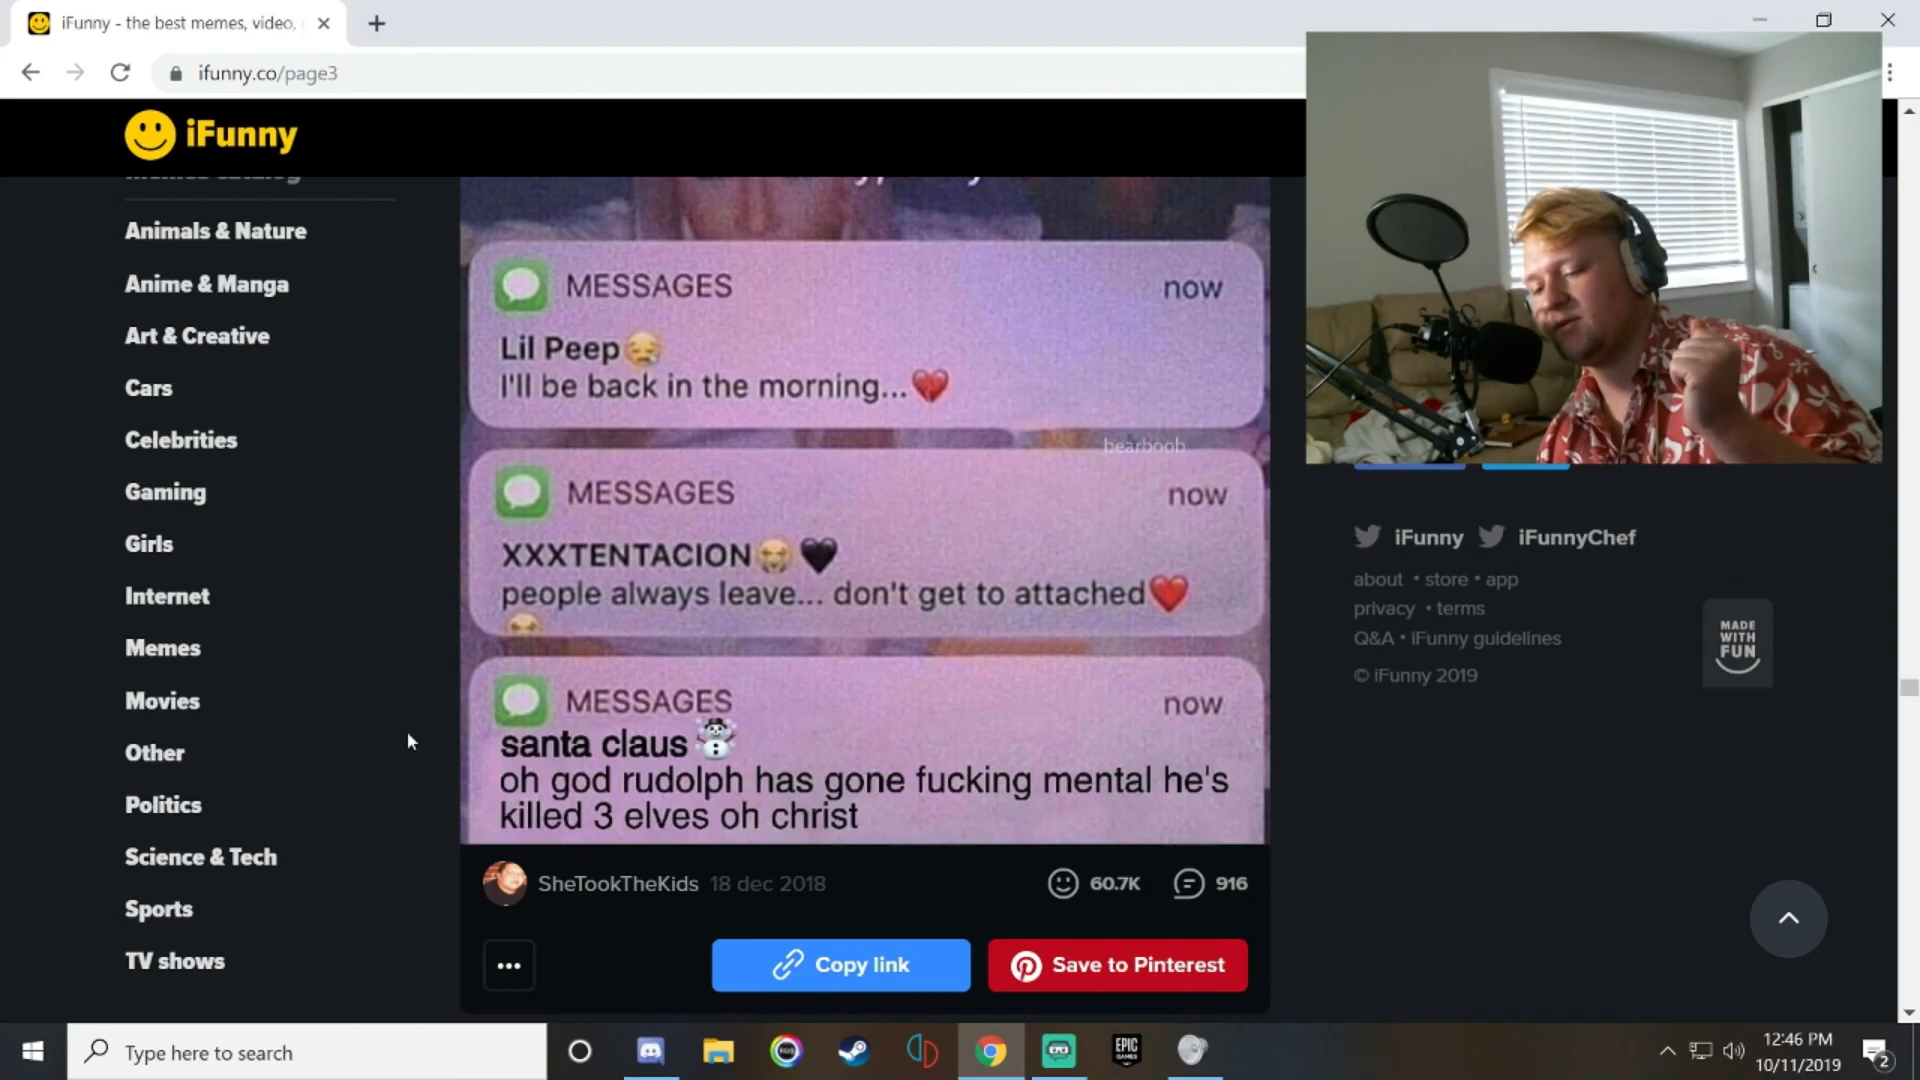 iFunny - the best memes, video,
ifunny.co/page3
iFunny
Animals & Nature
Anime & Manga
Art & Creative
Cars
Celebrities
Gaming
Girls
Internet
Memes
Movies
Other
Politics
Science & Tech
Sports
TV shows
MESSAGES now
Lil Peep😪
I'll be back in the morning...💔
bearboob
MESSAGES now
XXXTENTACION😭🖤
people always leave... don't get to attached❤️
😭
MESSAGES now
santa claus⛄
oh god rudolph has gone fucking mental he's
killed 3 elves oh christ
SheTookTheKids 18 dec 2018 60.7K 916
Copy link
Save to Pinterest
iFunny iFunnyChef
about • store • app
privacy • terms
Q&A • IFunny guidelines
© iFunny 2019
MADE
WITH
FUN
Type here to search
EPIC
GAMES
12:46 PM
10/11/2019
2